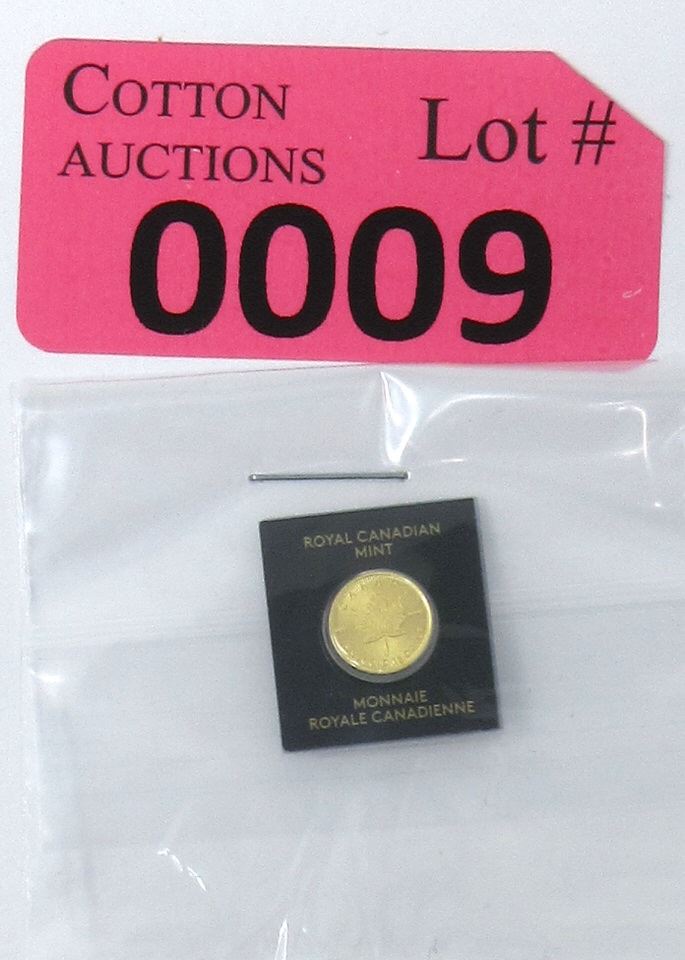 COTTON
AUCTIONS
Lot #
0009
ROYAL CANADIAN
MINT
MONNAIE
ROYALE CANADIENNE